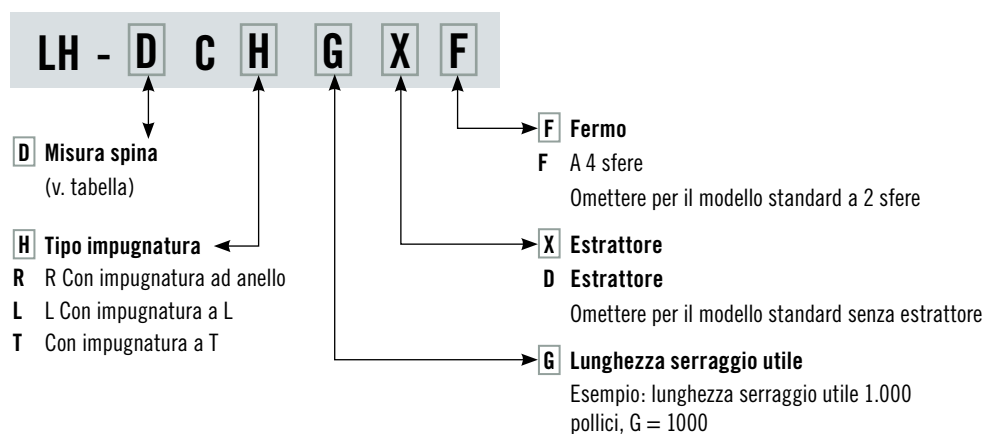 LH - D C H G X F
D Misura spina
(v. tabella)
H Tipo impugnatura
R R Con impugnatura ad anello
L L Con impugnatura a L
T Con impugnatura a T
F Fermo
F A 4 sfere
Omettere per il modello standard a 2 sfere
X Estrattore
D Estrattore
Omettere per il modello standard senza estrattore
G Lunghezza serraggio utile
Esempio: lunghezza serraggio utile 1.000
pollici, G = 1000